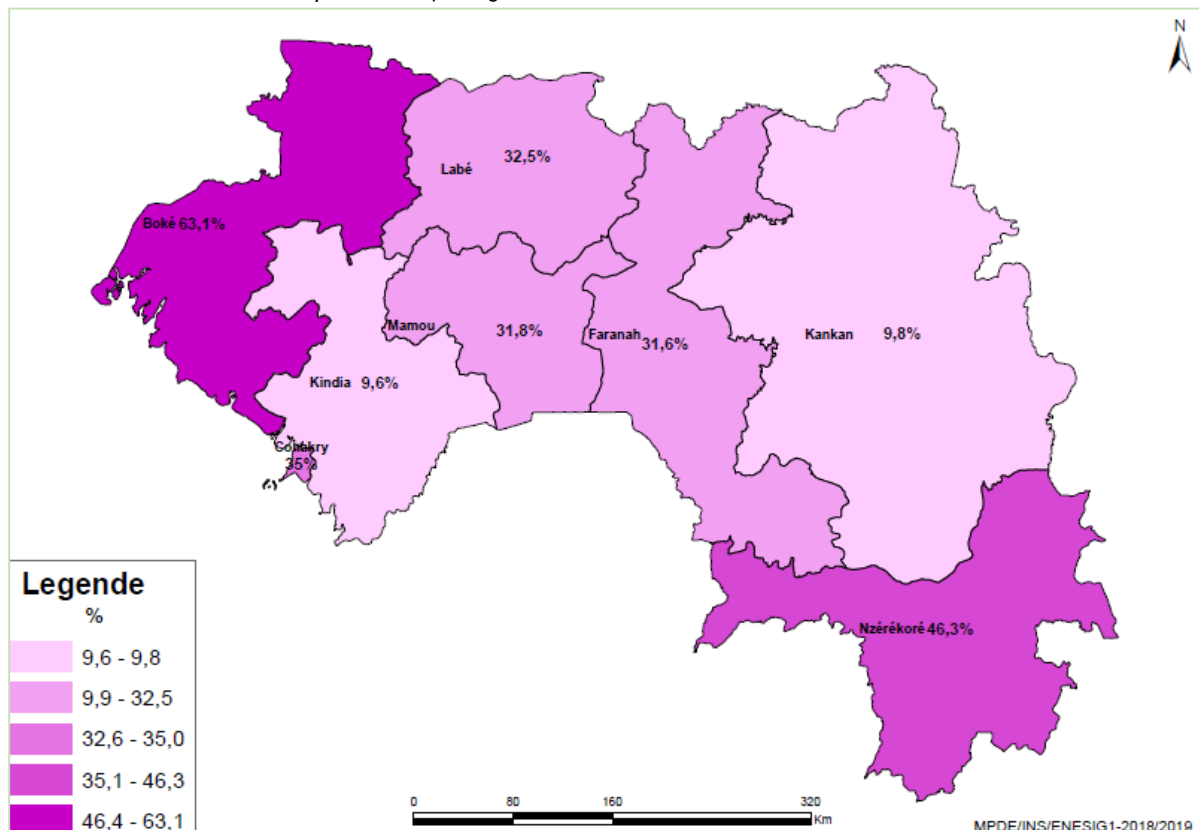 N
32,5%
Labé
Boké 63,1%
Mamou
31,8%
Faranah
31,6%
Kankan
9,8%
Kindia 9,6%
Conakry
35%
Nzérékoré 46,3%
Legende
%
9,6 - 9,8
9,9 - 32,5
32,6 - 35,0
35,1 - 46,3
46,4 - 63,1
0 80 160 320
Km
MPDE/INS/ENESIG1-2018/2019